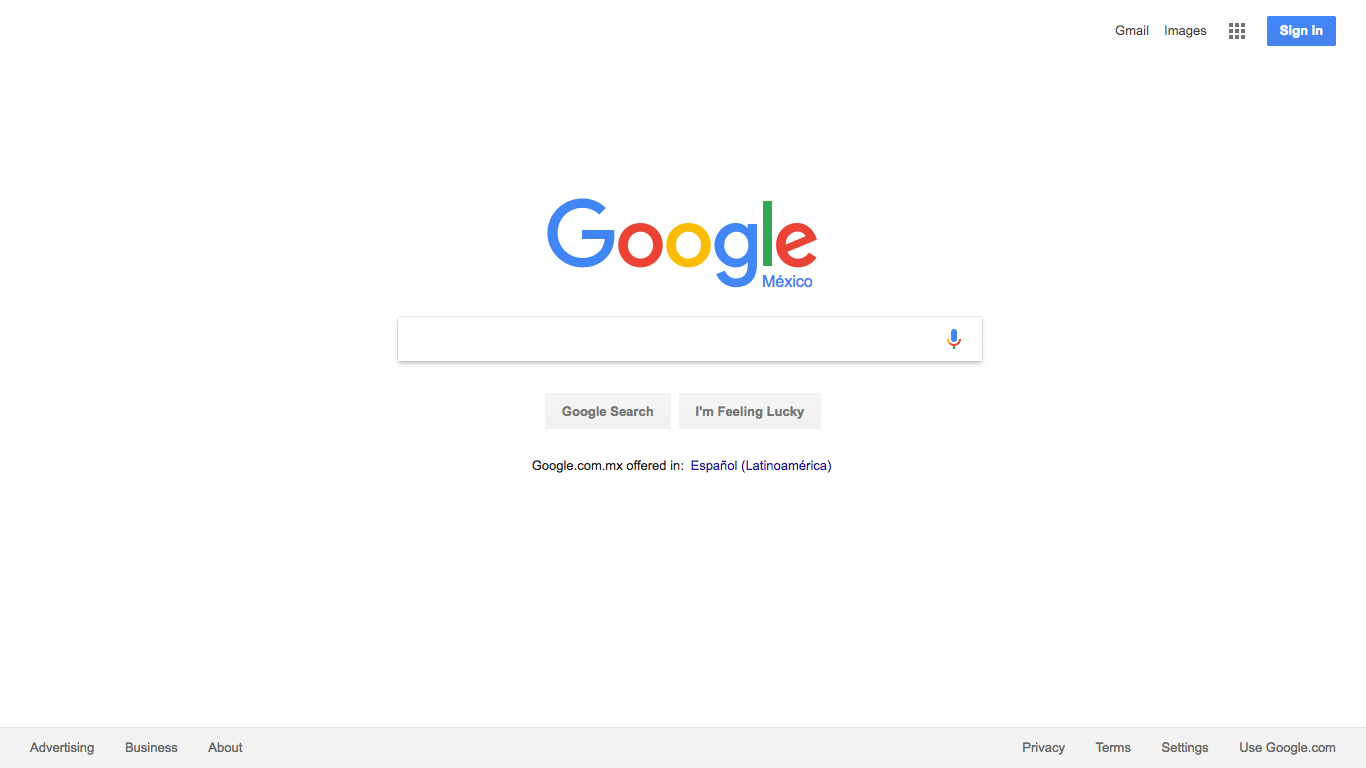 Gmail Images Sign in
Google
México
Google Search I'm Feeling Lucky
Google.com.mx offered in: Español (Latinoamérica)
Advertising Business About Privacy Terms Settings Use Google.com